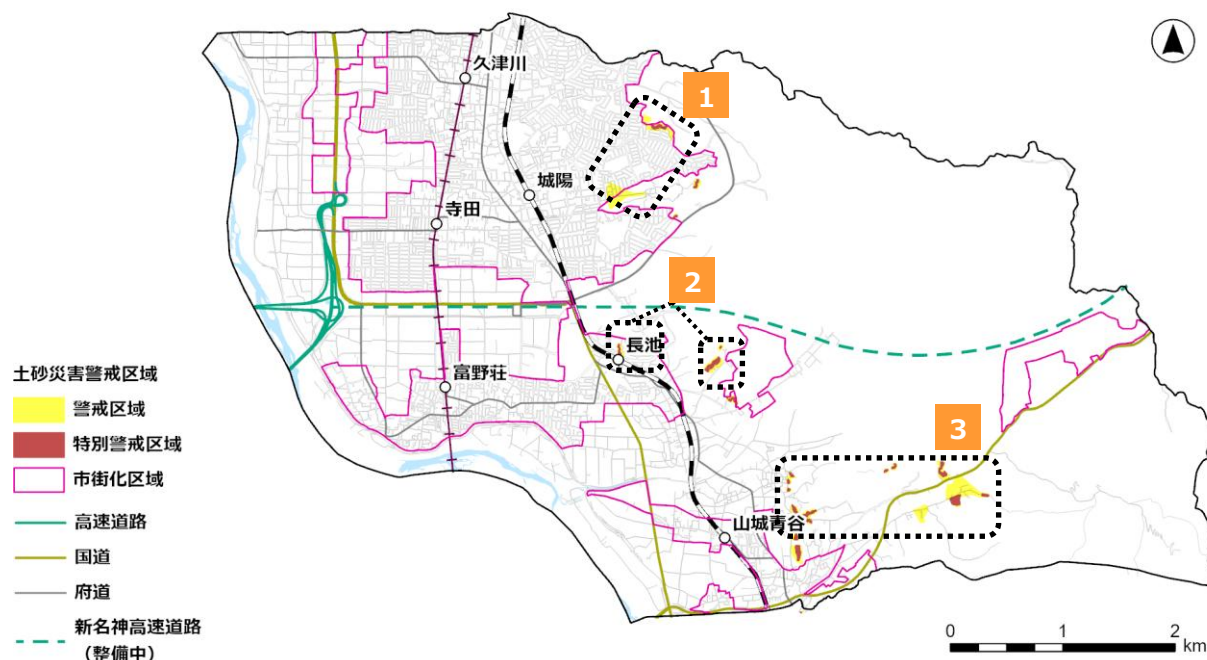 1
久津川
城陽
寺田
2
長池
富野荘
3
山城青谷
土砂災害警戒区域
警戒区域
特別警戒区域
市街化区域
高速道路
国道
府道
新名神高速道路
（整備中）
0 1 2
km